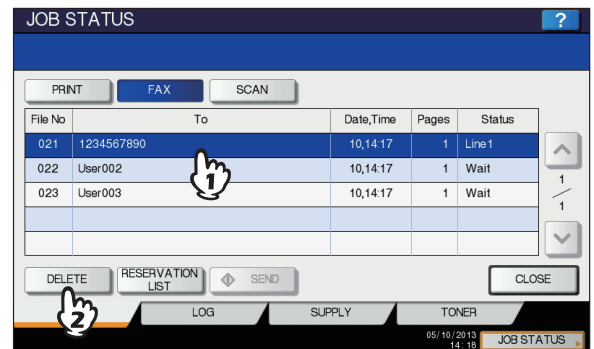 JOB STATUS ?
PRINT FAX SCAN
File No To Date,Time Pages Status
021 1234567890 10,14:17 1 Line1
022 User002 10,14:17 1 Wait
023 User003 10,14:17 1 Wait
1
1
1
DELETE RESERVATION LIST SEND CLOSE
2
LOG SUPPLY TONER
05/10/2013
14:18 JOB STATUS